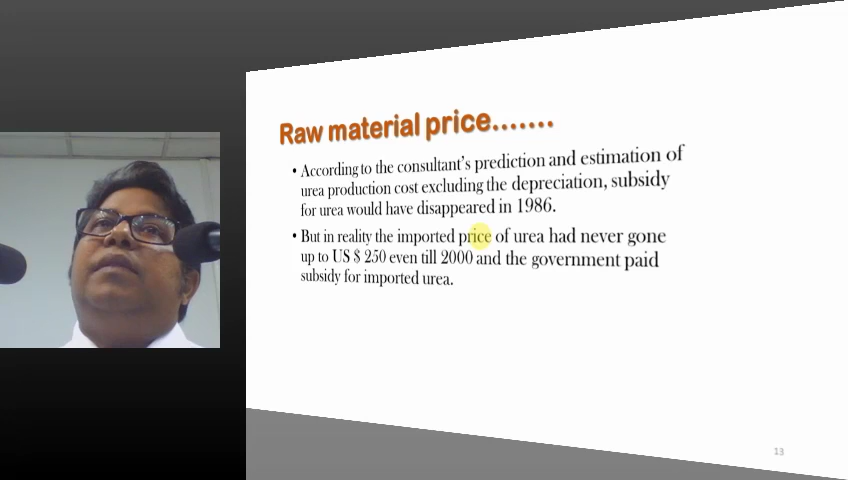 Raw material price.......
• According to the consultant's prediction and estimation of
urea production cost excluding the depreciation, subsidy
for urea would have disappeared in 1986.
• But in reality the imported price of urea had never gone
up to US $ 250 even till 2000 and the government paid
subsidy for imported urea.
13